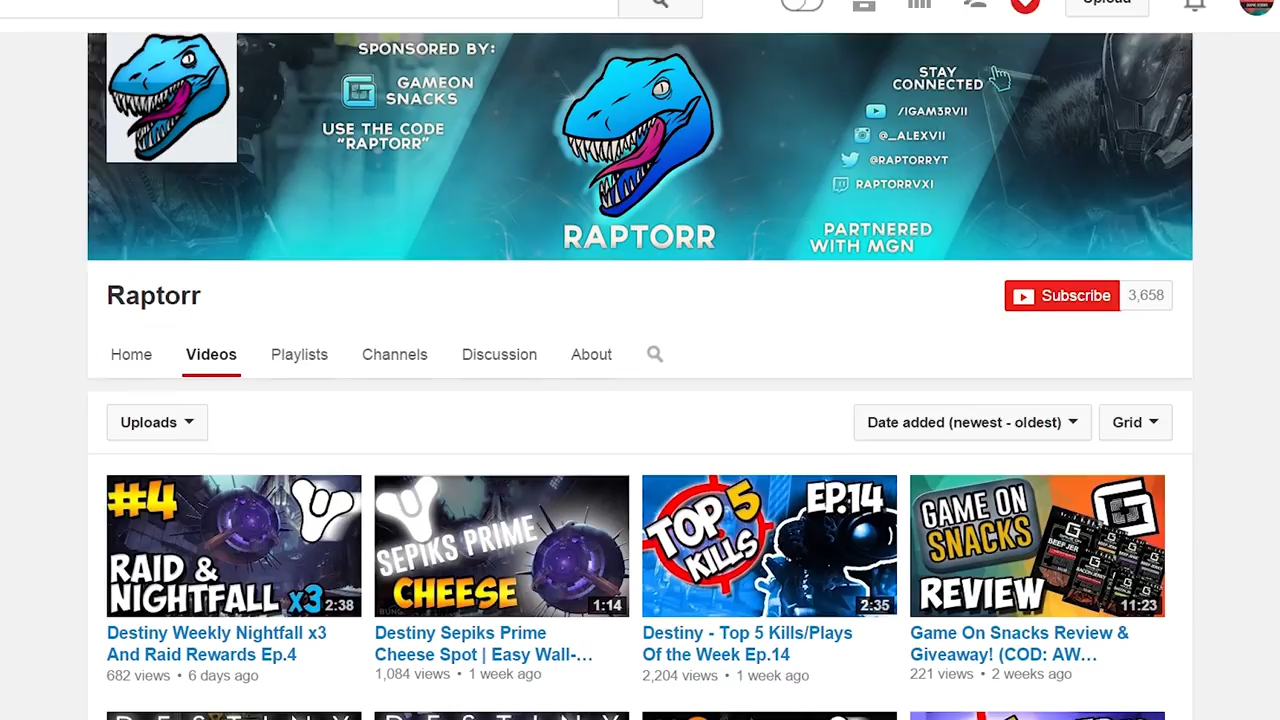 Upload
SPONSORED BY:
GAMEON
SNACKS
USE THE CODE
"RAPTORR"
RAPTORR
STAY
CONNECTED
/IGAM3RVII
@_ALEXVII
@RAPTORRYT
RAPTORRVXI
PARTNERED
WITH MGN
Raptorr
Subscribe 3,658
Home Videos Playlists Channels Discussion About
Uploads
Date added (newest - oldest) Grid
#4
RAID &
NIGHTFALL x3
2:38
SEPIKS PRIME
CHEESE
1:14
EP.14
TOP 5
KILLS
2:35
GAME ON
SNACKS
REVIEW
11:23
Destiny Weekly Nightfall x3
And Raid Rewards Ep.4
682 views • 6 days ago
Destiny Sepiks Prime
Cheese Spot | Easy Wall-...
1,084 views • 1 week ago
Destiny - Top 5 Kills/Plays
Of the Week Ep.14
2,204 views • 1 week ago
Game On Snacks Review &
Giveaway! (COD: AW...
221 views • 2 weeks ago
DESTINY
DESTINY